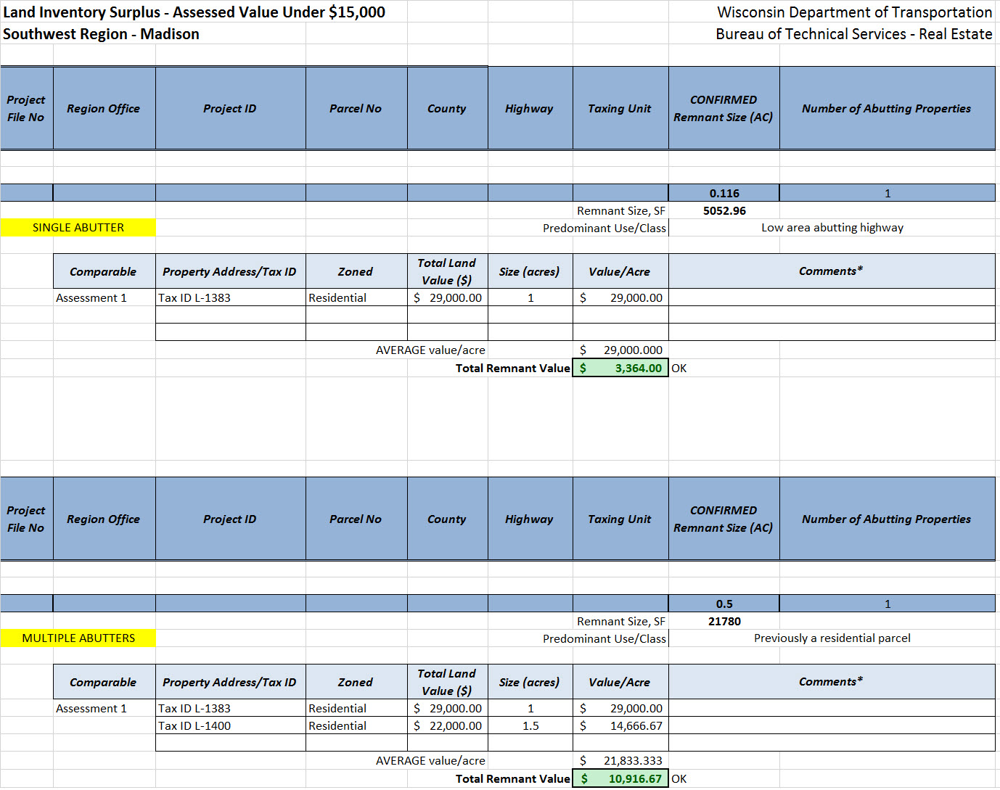 Land Inventory Surplus - Assessed Value Under $15,000 Wisconsin Department of Transportation
Southwest Region - Madison Bureau of Technical Services - Real Estate
Project File No Region Office Project ID Parcel No County Highway Taxing Unit CONFIRMED Remnant Size (AC) Number of Abutting Properties
0.116 1
Remnant Size, SF 5052.96
SINGLE ABUTTER Predominant Use/Class Low area abutting highway
Comparable Property Address/Tax ID Zoned Total Land Value ($) Size (acres) Value/Acre Comments*
Assessment 1 Tax ID L-1383 Residential $ 29,000.00 1 $ 29,000.00
AVERAGE value/acre $ 29,000.000
Total Remnant Value $ 3,364.00 OK
Project File No Region Office Project ID Parcel No County Highway Taxing Unit CONFIRMED Remnant Size (AC) Number of Abutting Properties
0.5 1
Remnant Size, SF 21780
MULTIPLE ABUTTERS Predominant Use/Class Previously a residential parcel
Comparable Property Address/Tax ID Zoned Total Land Value ($) Size (acres) Value/Acre Comments*
Assessment 1 Tax ID L-1383 Residential $ 29,000.00 1 $ 29,000.00
Tax ID L-1400 Residential $ 22,000.00 1.5 $ 14,666.67
AVERAGE value/acre $ 21,833.333
Total Remnant Value $ 10,916.67 OK